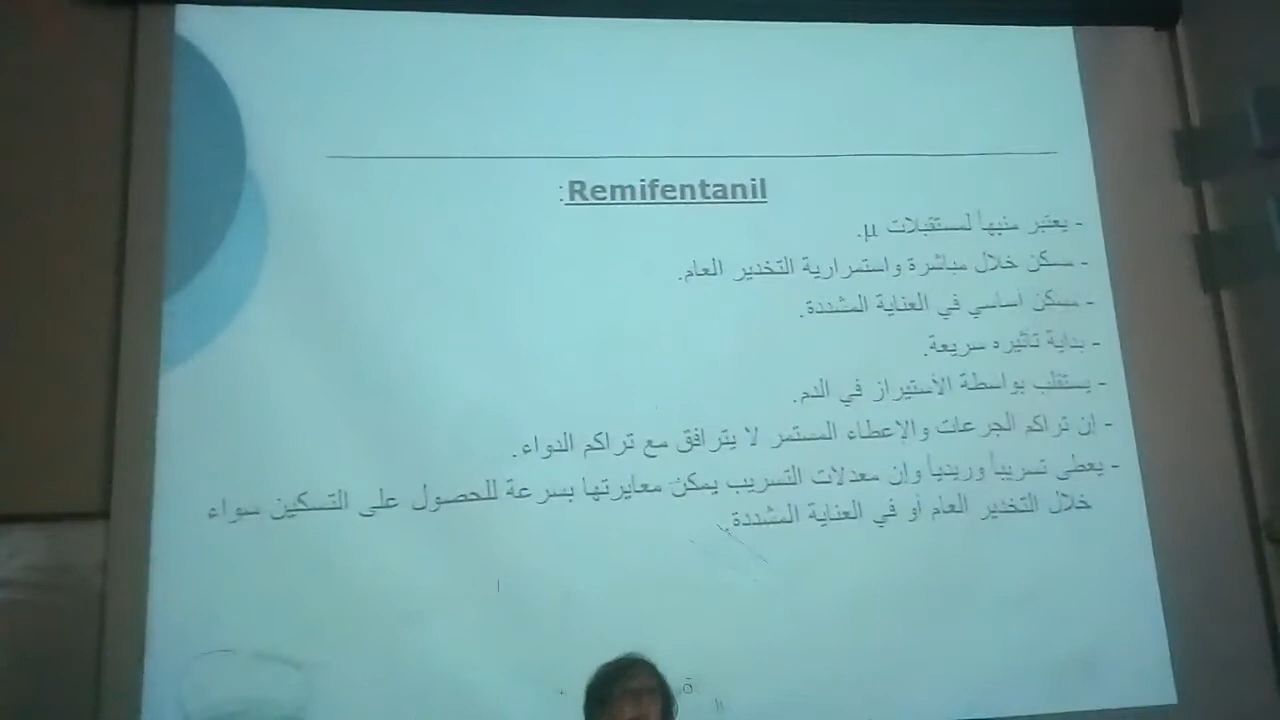 Remifentanil:
- يعتبر منبها لمستقبلات µ.
- مسكن خلال مباشرة واستمرارية التخدير العام.
- مسكن أساسي في العناية المشددة.
- بداية تأثيره سريعة.
- يستقلب بواسطة الأستيراز في الدم.
- إن تراكم الجرعات والإعطاء المستمر لا يترافق مع تراكم الدواء.
- يعطى تسريبا وريديا وإن معدلات التسريب يمكن معايرتها بسرعة للحصول على التسكين سواء
خلال التخدير العام أو في العناية المشددة.